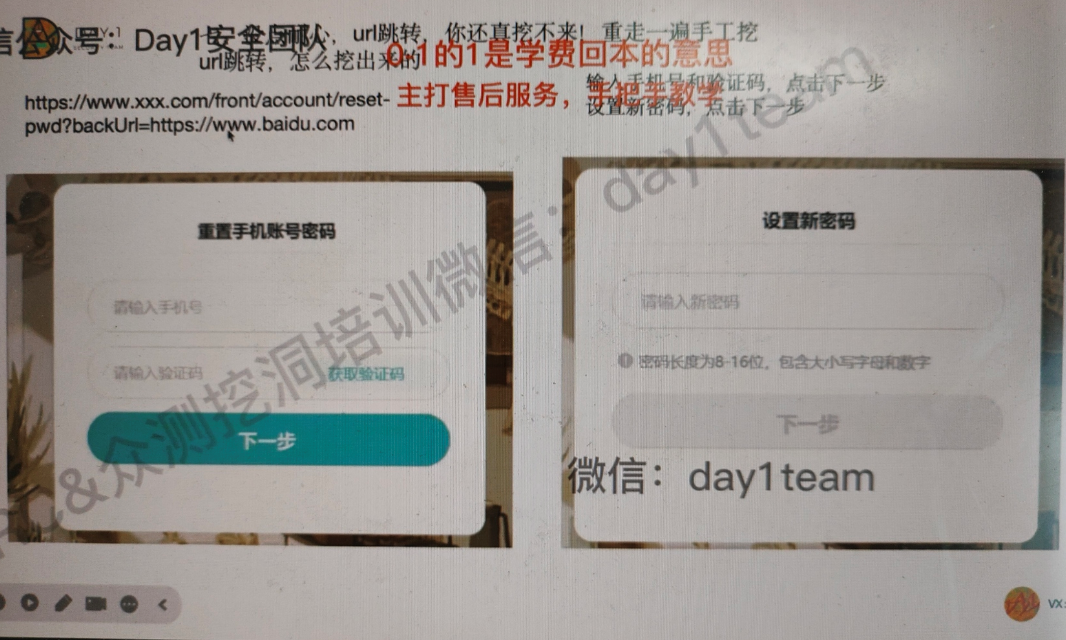 信公众号：Day1安全团队
url跳转，你还真挖不来！重走一遍手工挖
url跳转，怎么挖出来的
0-1的1是学费回本的意思
主打售后服务，手把手教学
输入手机号和验证码，点击下一步
设置新密码，点击下一步
https://www.xxx.com/front/account/reset-
pwd?backUrl=https://www.baidu.com
重置手机账号密码
请输入手机号
请输入验证码 获取验证码
下一步
设置新密码
请输入新密码
密码长度为8-16位，包含大小写字母和数字
下一步
微信：day1team
&众测挖洞培训微信：day1team
VX: